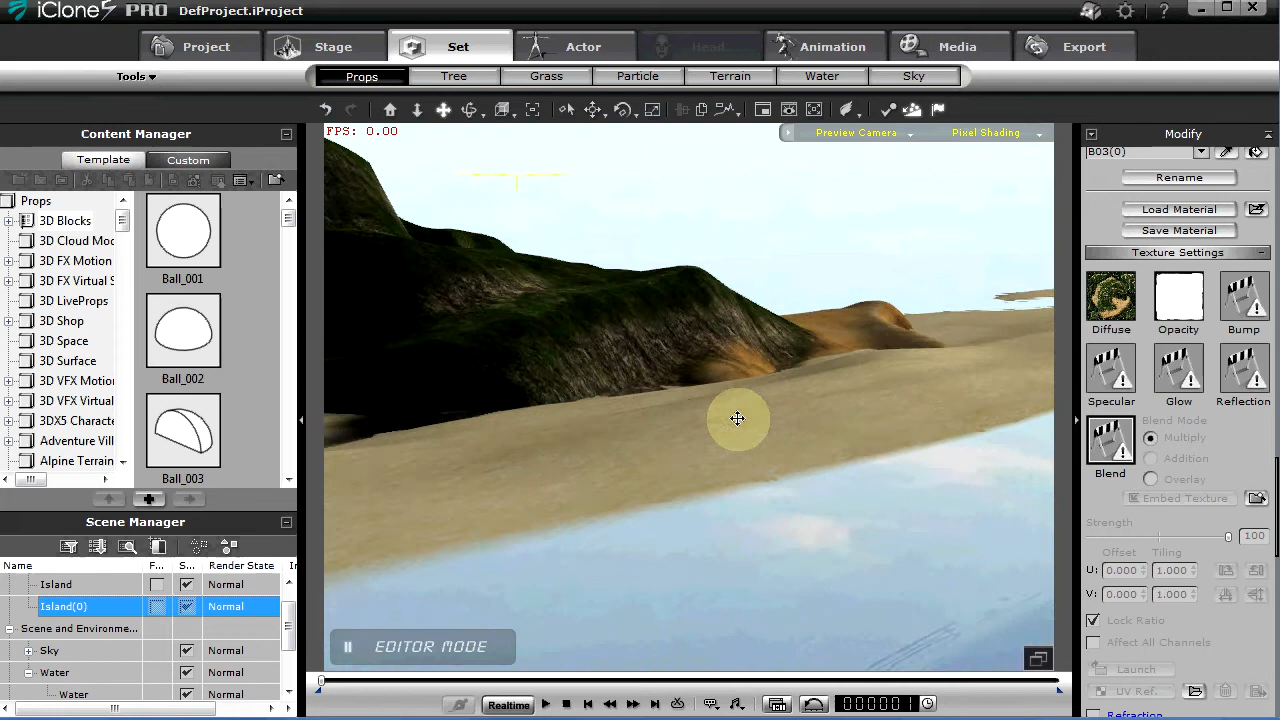 iClone5 PRO DefProject.iProject
Project Stage Set Actor Head Animation Media Export
Tools Props Tree Grass Particle Terrain Water Sky
Content Manager
Template Custom
Props
3D Blocks
3D Cloud Moc
3D FX Motion
3D FX Virtual S
3D LiveProps
3D Shop
3D Space
3D Surface
3D VFX Motio
3D VFX Virtual
3DX5 Characte
Adventure Vill
Alpine Terrain
Ball_001
Ball_002
Ball_003
Scene Manager
Name F... S... Render State
Island Normal
Island(0) Normal
Scene and Environme...
Sky Normal
Water Normal
Water Normal
FPS: 0.00
Preview Camera Pixel Shading
EDITOR MODE
Realtime
00000 1
Modify
B03(0)
Rename
Load Material
Save Material
Texture Settings
Diffuse Opacity Bump
Specular Glow Reflection
Blend
Blend Mode
Multiply
Addition
Overlay
Embed Texture
Strength
100
Offset Tiling
U: 0.000 1.000
V: 0.000 1.000
Lock Ratio
Affect All Channels
Launch
UV Ref.
Refraction